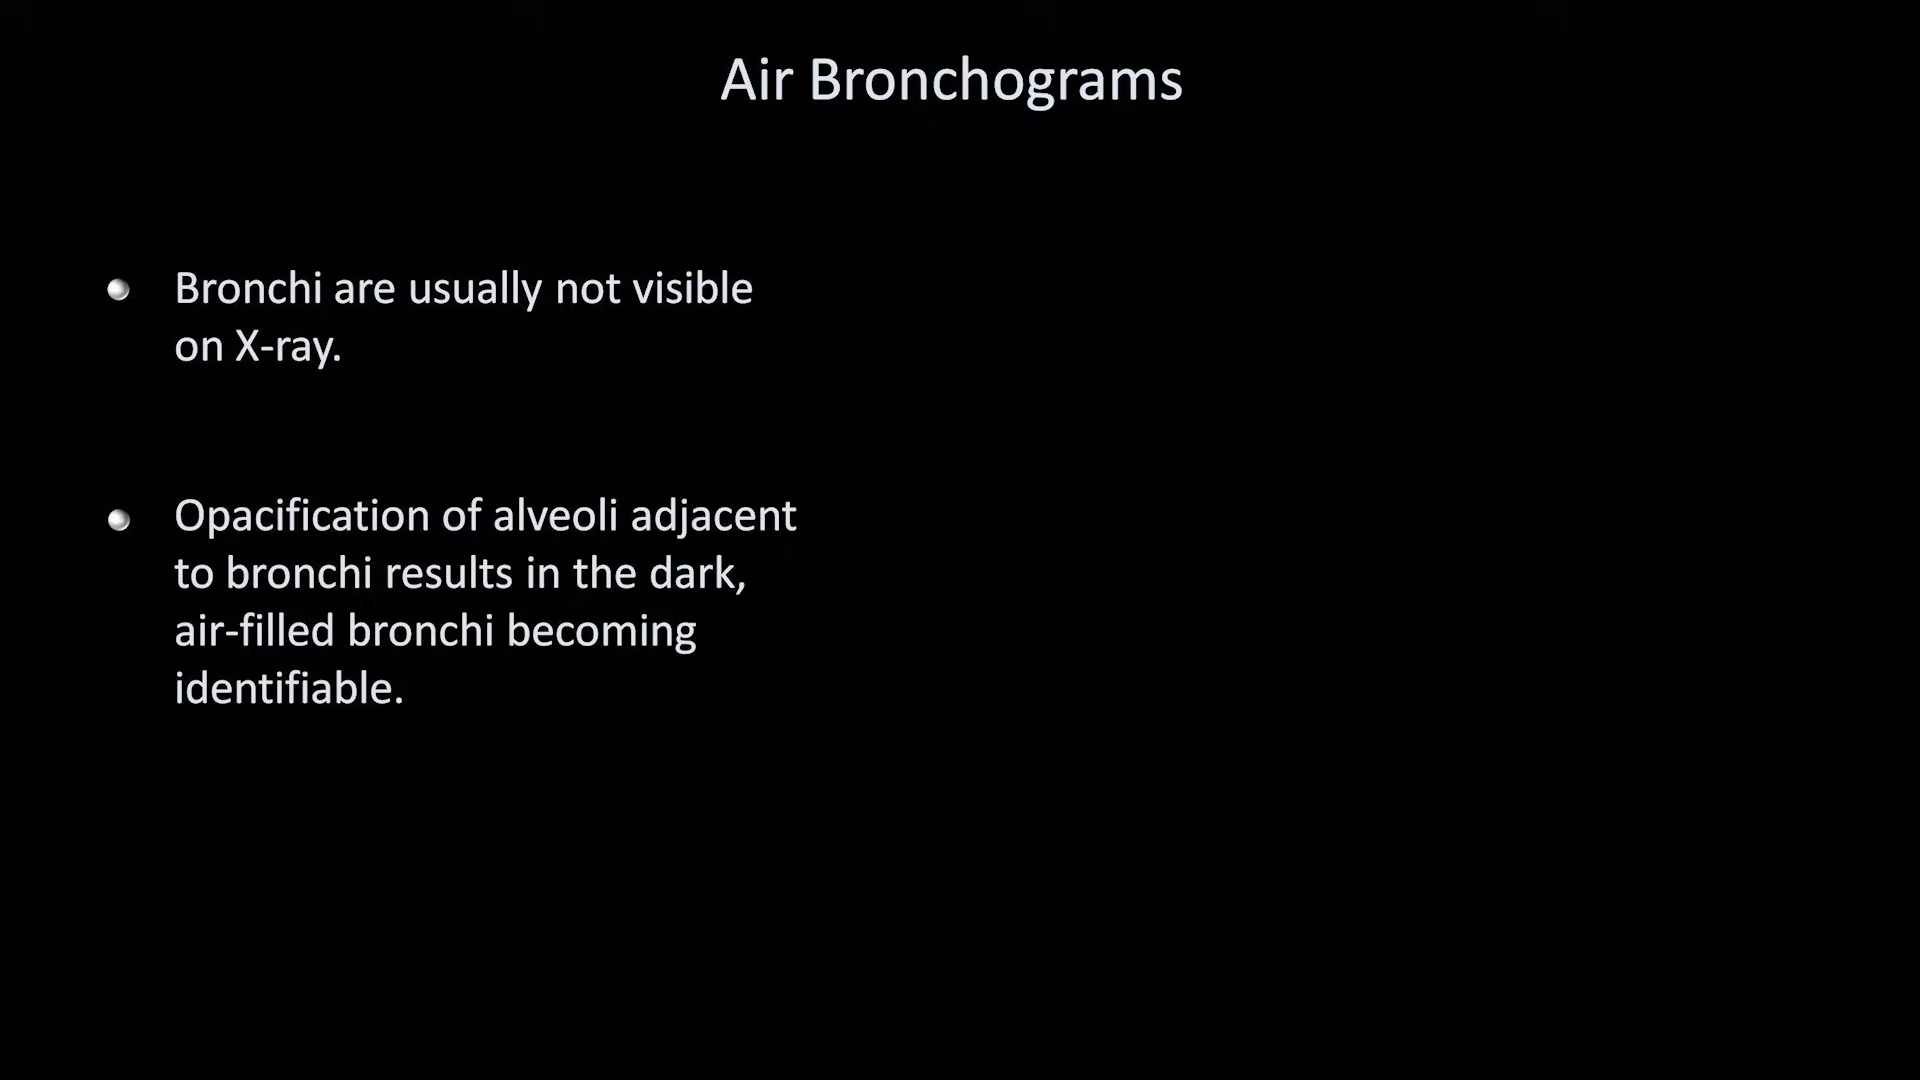 Air Bronchograms
Bronchi are usually not visible
on X-ray.
Opacification of alveoli adjacent
to bronchi results in the dark,
air-filled bronchi becoming
identifiable.